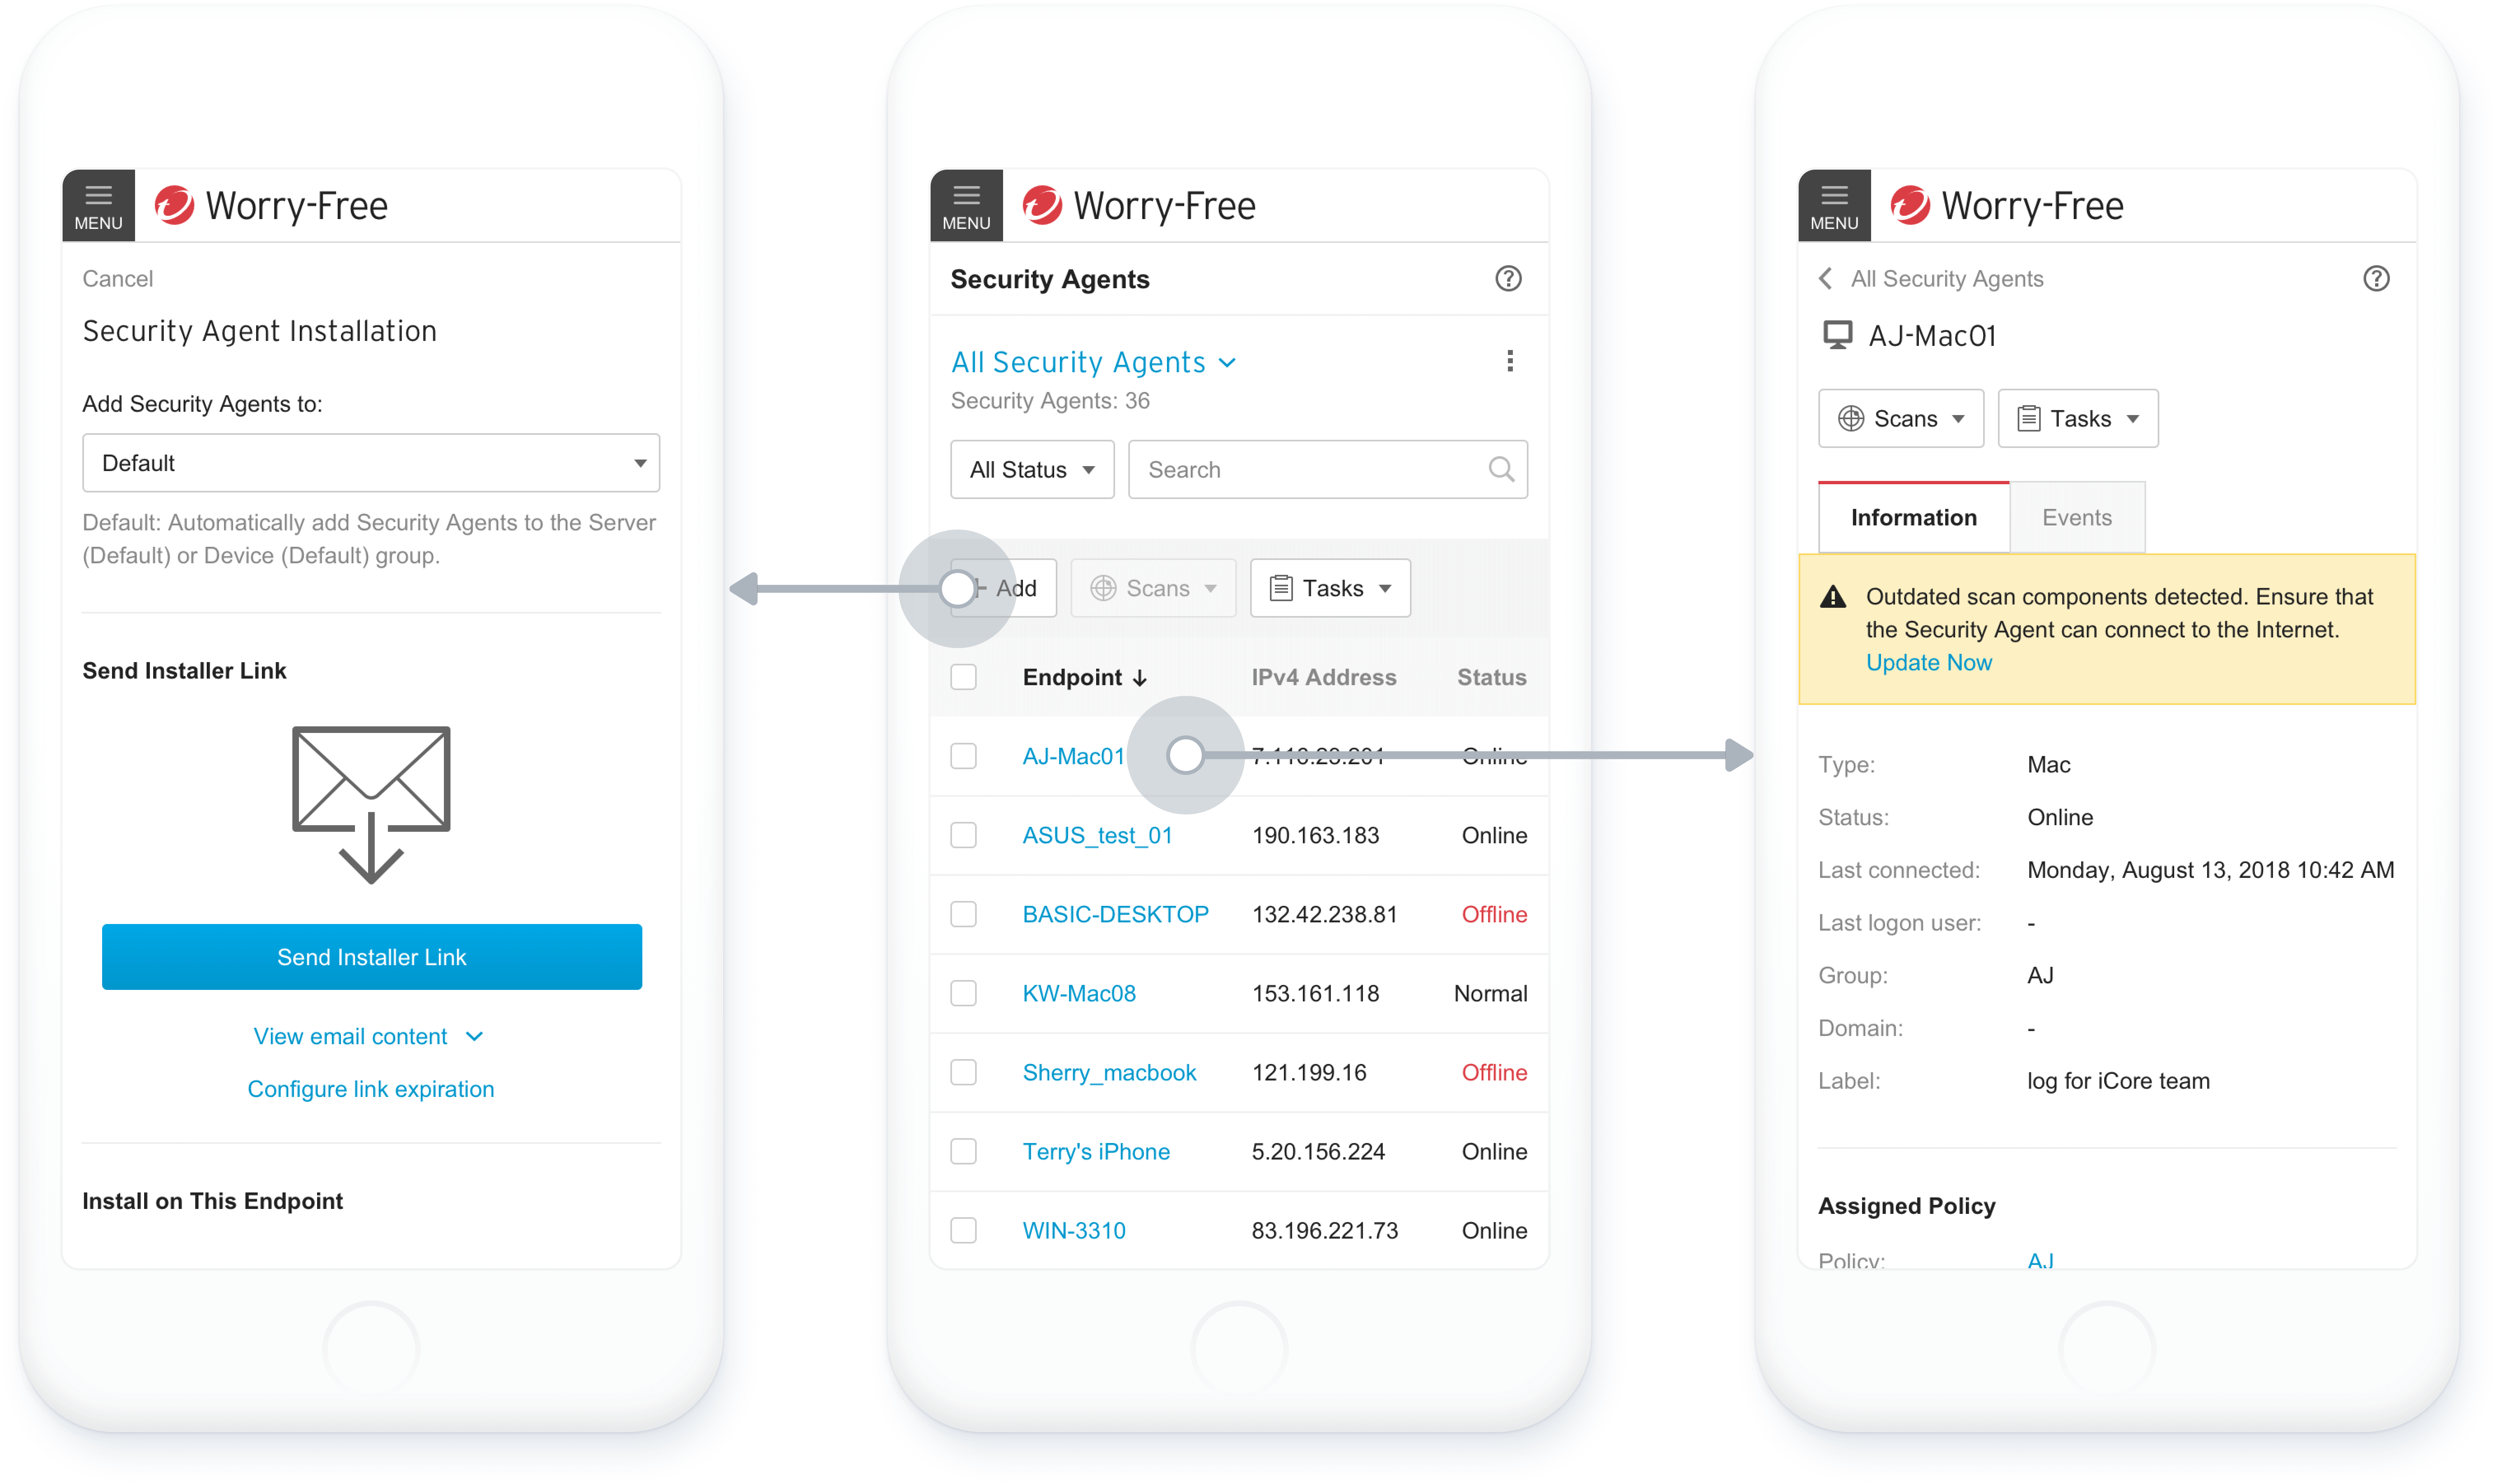 MENU
Worry-Free
Cancel
Security Agent Installation
Add Security Agents to:
Default
Default: Automatically add Security Agents to the Server
(Default) or Device (Default) group.
Send Installer Link
Send Installer Link
View email content
Configure link expiration
Install on This Endpoint
MENU
Worry-Free
Security Agents
All Security Agents
Security Agents: 36
All Status
Search
Add
Scans
Tasks
Endpoint IPv4 Address Status
AJ-Mac01 Online
ASUS_test_01 190.163.183 Online
BASIC-DESKTOP 132.42.238.81 Offline
KW-Mac08 153.161.118 Normal
Sherry_macbook 121.199.16 Offline
Terry's iPhone 5.20.156.224 Online
WIN-3310 83.196.221.73 Online
MENU
Worry-Free
All Security Agents
AJ-Mac01
Scans
Tasks
Information
Events
Outdated scan components detected. Ensure that
the Security Agent can connect to the Internet.
Update Now
Type: Mac
Status: Online
Last connected: Monday, August 13, 2018 10:42 AM
Last logon user: -
Group: AJ
Domain: -
Label: log for iCore team
Assigned Policy
Policy: AJ